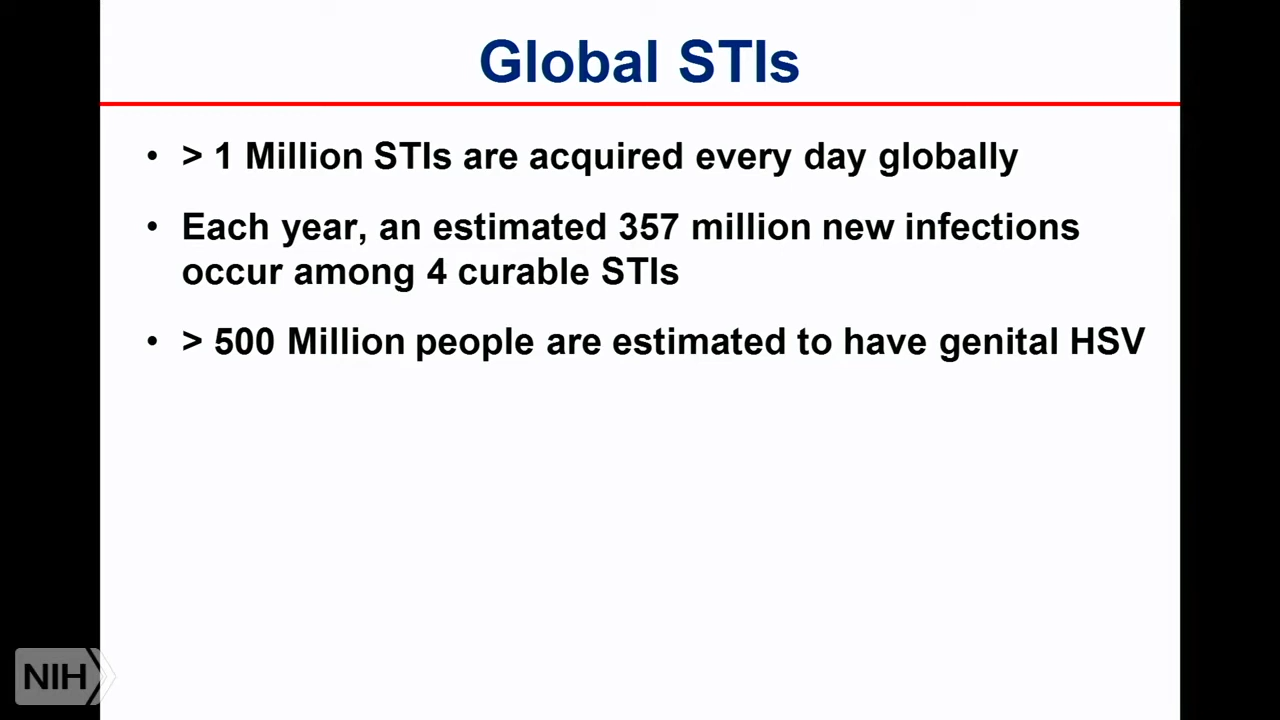 Global STIs
• > 1 Million STIs are acquired every day globally
• Each year, an estimated 357 million new infections
occur among 4 curable STIs
• > 500 Million people are estimated to have genital HSV
NIH